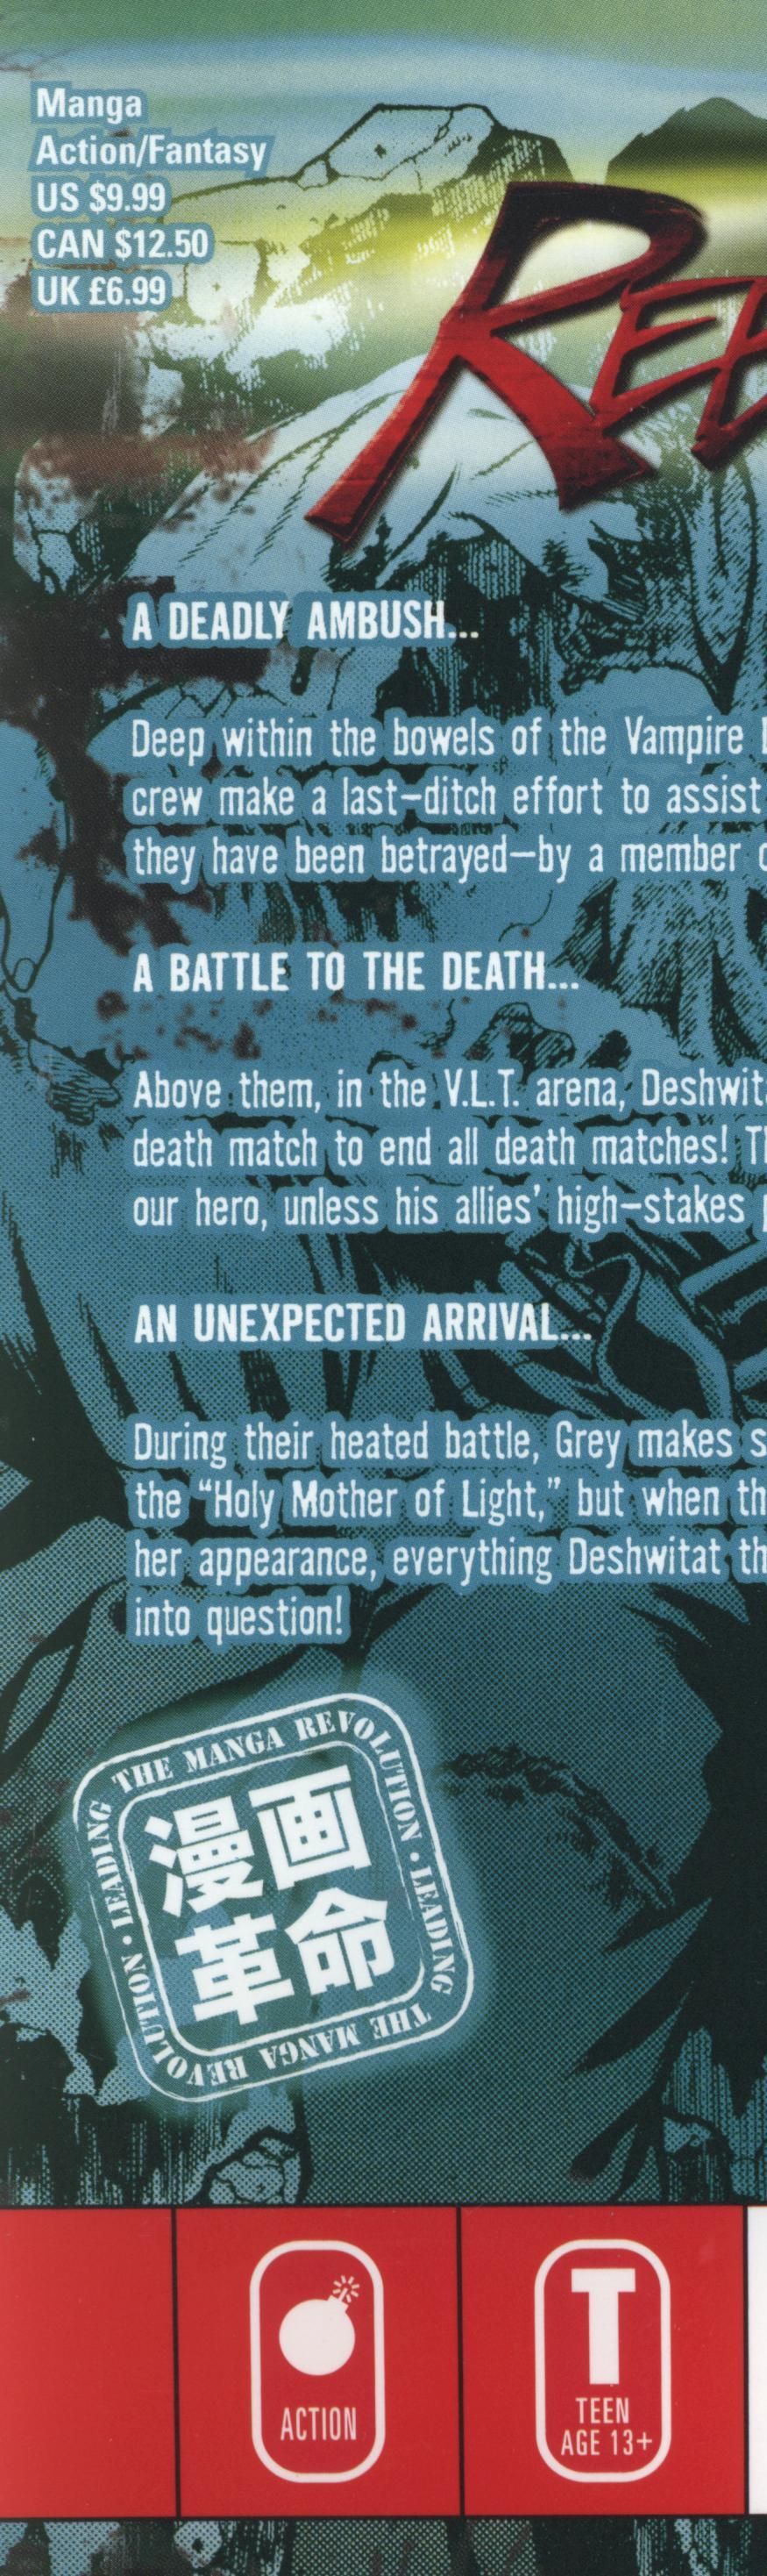 Manga
Action/Fantasy
US $9.99
CAN $12.50
UK £6.99
A DEADLY AMBUSH...
Deep within the bowels of the Vampire
crew make a last-ditch effort to assist
they have been betrayed—by a member
A BATTLE TO THE DEATH...
Above them, in the V.L.T. arena, Deshwit
death match to end all death matches!
our hero, unless his allies' high-stakes
AN UNEXPECTED ARRIVAL...
During their heated battle, Grey makes
the “Holy Mother of Light,” but when
her appearance, everything Deshwitat
into question!
LEADING THE MANGA REVOLUTION • LEADING THE MANGA REVOLUTION •
漫画
革命
ACTION
T
TEEN
AGE 13+